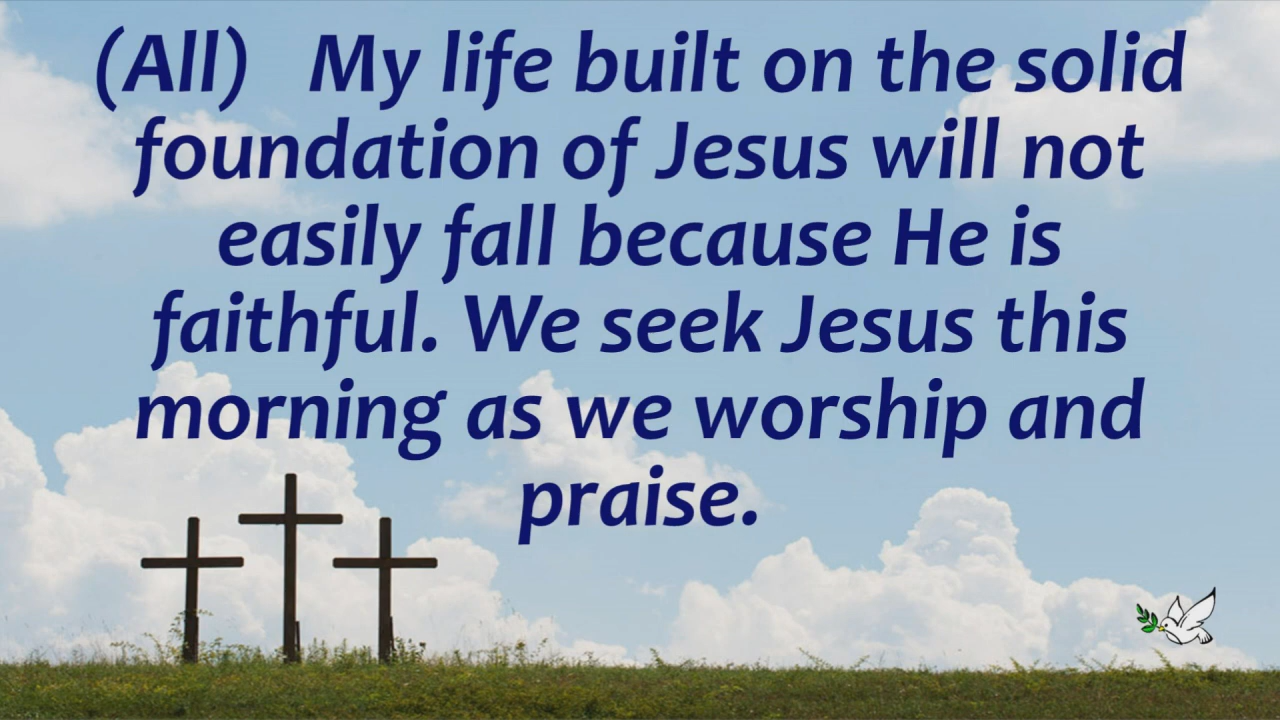 (All)   My life built on the solid
foundation of Jesus will not
easily fall because He is
faithful. We seek Jesus this
morning as we worship and
praise.